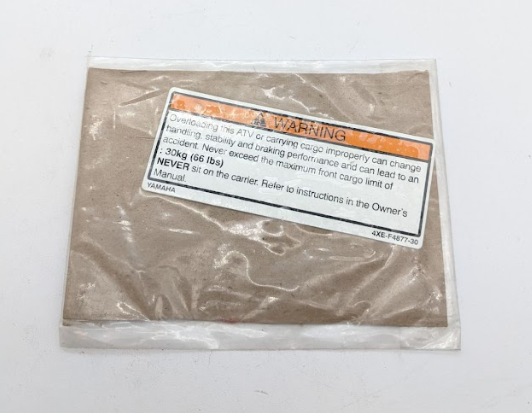 WARNING
Overloading this ATV or carrying cargo improperly can change
handling, stability and braking performance and can lead to an
accident. Never exceed the maximum front cargo limit of
: 30kg (66 lbs)
NEVER sit on the carrier. Refer to instructions in the Owner's
Manual.
YAMAHA
4XE-F4877-30